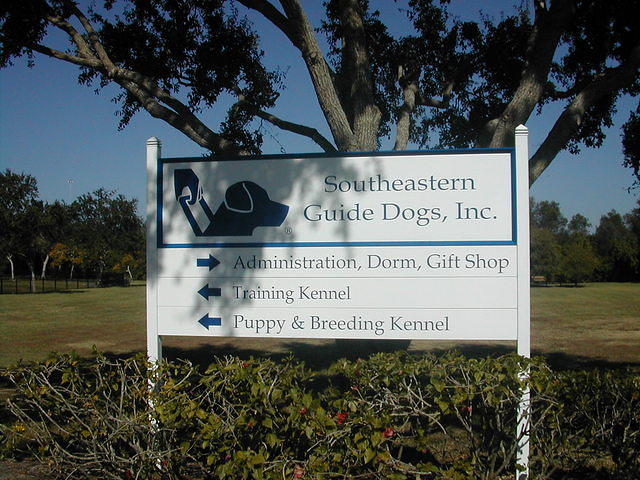 Southeastern
Guide Dogs, Inc.
®
Administration, Dorm, Gift Shop
Training Kennel
Puppy & Breeding Kennel